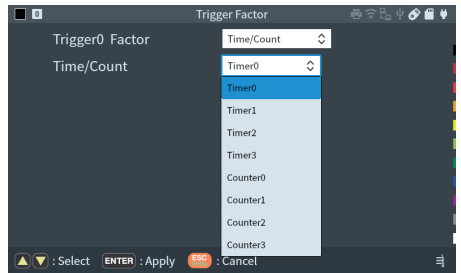 0 Trigger Factor
Trigger0 Factor Time/Count
Time/Count Timer0
Timer0
Timer1
Timer2
Timer3
Counter0
Counter1
Counter2
Counter3
: Select ENTER : Apply ESC : Cancel